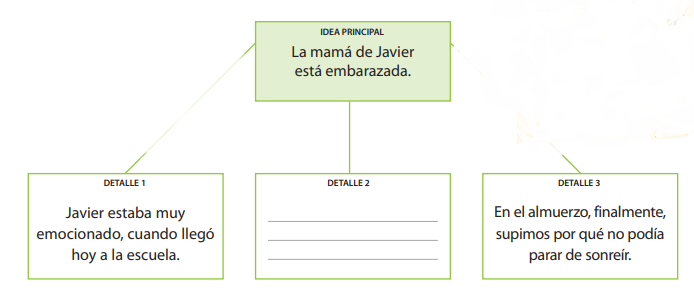 IDEA PRINCIPAL
La mamá de Javier
está embarazada.
DETALLE 1
Javier estaba muy
emocionado, cuando llegó
hoy a la escuela.
DETALLE 2
DETALLE 3
En el almuerzo, finalmente,
supimos por qué no podía
parar de sonreír.